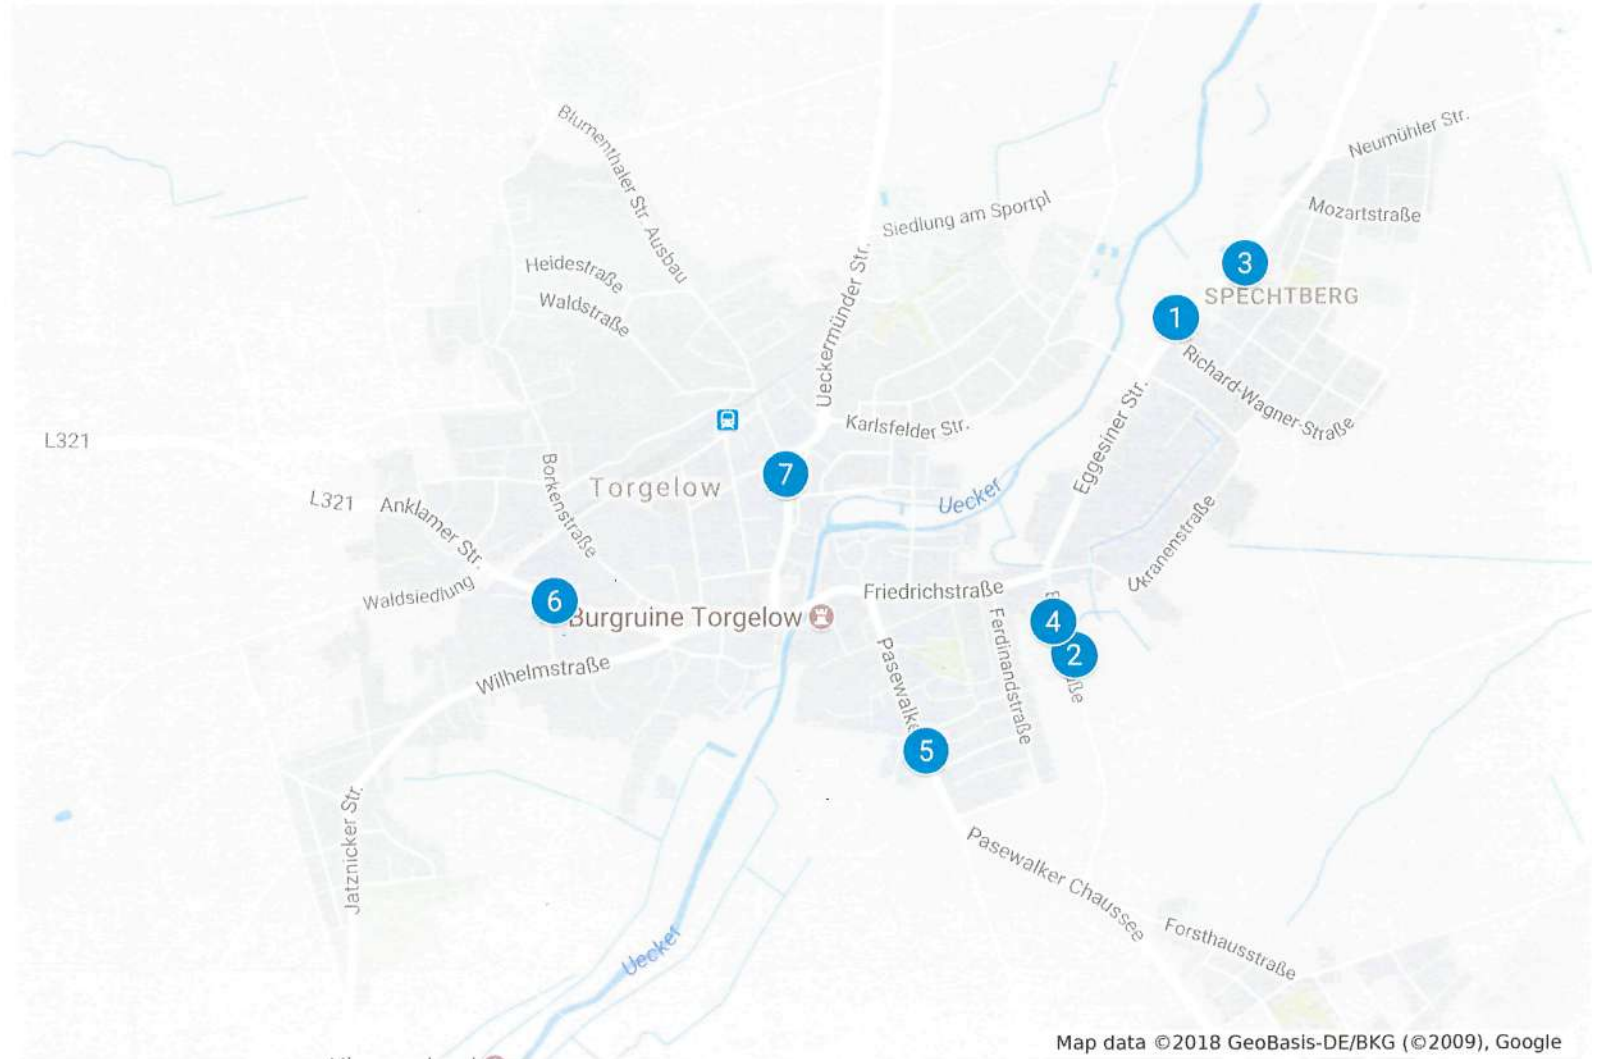 Blumenthaler Str. Ausbau
Neumühler Str.
Mozartstraße
Siedlung am Sportpl
Heidestraße
Waldstraße
Ueckermünder Str.
3
SPECHTBERG
1
Richard-Wagner-Straße
Eggesiner Str.
Karlsfelder Str.
L321
Borkenstraße
Torgelow
7
Uecker
L321
Anklamer Str.
Ukranenstraße
Waldsiedlung
6
Burgruine Torgelow
Friedrichstraße
Ferdinandstraße
4
2
aße
Wilhelmstraße
Pasewalke
5
Jatznicker Str.
Pasewalker Chaussee
Forsthausstraße
Uecker
Map data ©2018 GeoBasis-DE/BKG (©2009), Google